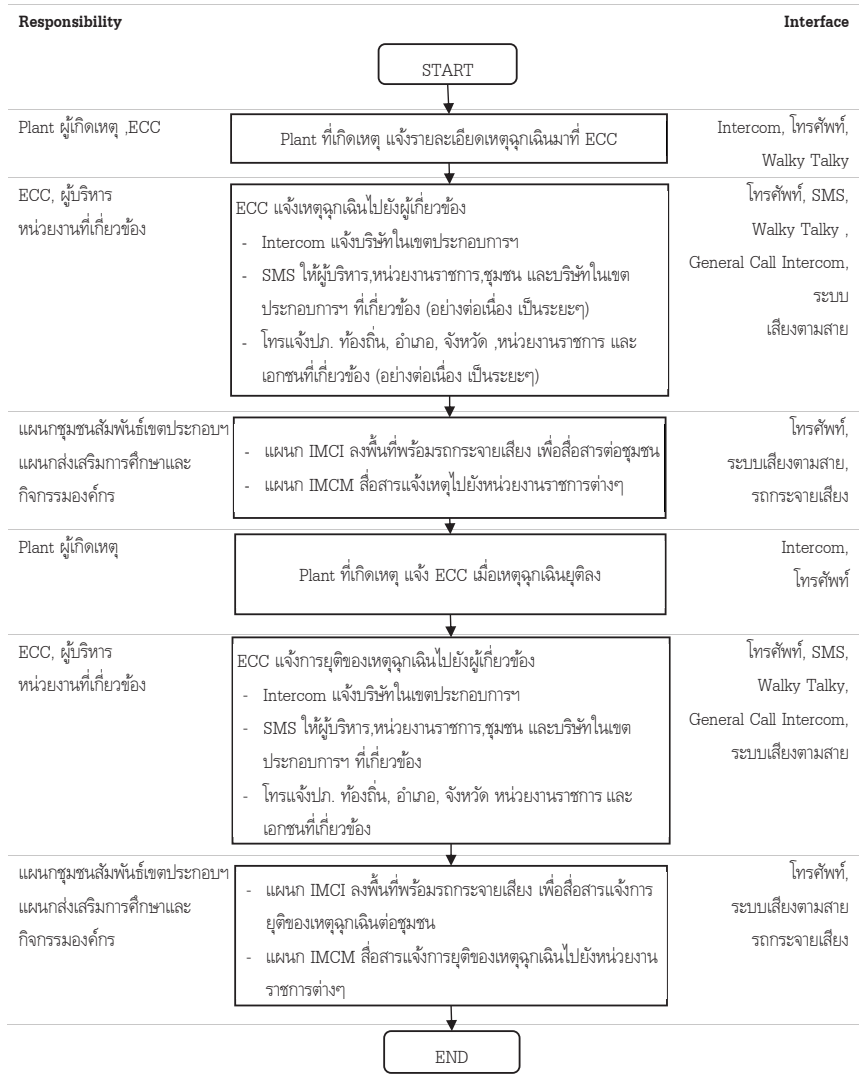 Responsibility
Interface
START
Plant ผู้เกิดเหตุ ,ECC
Plant ที่เกิดเหตุ แจ้งรายละเอียดเหตุฉุกเฉินมาที่ ECC
Intercom, โทรศัพท์,
Walky Talky
ECC, ผู้บริหาร
หน่วยงานที่เกี่ยวข้อง
ECC แจ้งเหตุฉุกเฉินไปยังผู้เกี่ยวข้อง
- Intercom แจ้งบริษัทในเขตประกอบการฯ
- SMS ให้ผู้บริหาร,หน่วยงานราชการ,ชุมชน และบริษัทในเขต
ประกอบการฯ ที่เกี่ยวข้อง (อย่างต่อเนื่อง เป็นระยะๆ)
- โทรแจ้งปภ. ท้องถิ่น, อำเภอ, จังหวัด ,หน่วยงานราชการ และ
เอกชนที่เกี่ยวข้อง (อย่างต่อเนื่อง เป็นระยะๆ)
โทรศัพท์, SMS,
Walky Talky ,
General Call Intercom,
ระบบ
เสียงตามสาย
แผนกชุมชนสัมพันธ์เขตประกอบฯ
แผนกส่งเสริมการศึกษาและ
กิจกรรมองค์กร
- แผนก IMCI ลงพื้นที่พร้อมรถกระจายเสียง เพื่อสื่อสารต่อชุมชน
- แผนก IMCM สื่อสารแจ้งเหตุไปยังหน่วยงานราชการต่างๆ
โทรศัพท์,
ระบบเสียงตามสาย,
รถกระจายเสียง
Plant ผู้เกิดเหตุ
Plant ที่เกิดเหตุ แจ้ง ECC เมื่อเหตุฉุกเฉินยุติลง
Intercom,
โทรศัพท์
ECC, ผู้บริหาร
หน่วยงานที่เกี่ยวข้อง
ECC แจ้งการยุติของเหตุฉุกเฉินไปยังผู้เกี่ยวข้อง
- Intercom แจ้งบริษัทในเขตประกอบการฯ
- SMS ให้ผู้บริหาร,หน่วยงานราชการ,ชุมชน และบริษัทในเขต
ประกอบการฯ ที่เกี่ยวข้อง
- โทรแจ้งปภ. ท้องถิ่น, อำเภอ, จังหวัด หน่วยงานราชการ และ
เอกชนที่เกี่ยวข้อง
โทรศัพท์, SMS,
Walky Talky,
General Call Intercom,
ระบบเสียงตามสาย
แผนกชุมชนสัมพันธ์เขตประกอบฯ
แผนกส่งเสริมการศึกษาและ
กิจกรรมองค์กร
- แผนก IMCI ลงพื้นที่พร้อมรถกระจายเสียง เพื่อสื่อสารแจ้งการ
ยุติของเหตุฉุกเฉินต่อชุมชน
- แผนก IMCM สื่อสารแจ้งการยุติของเหตุฉุกเฉินไปยังหน่วยงาน
ราชการต่างๆ
โทรศัพท์,
ระบบเสียงตามสาย
รถกระจายเสียง
END